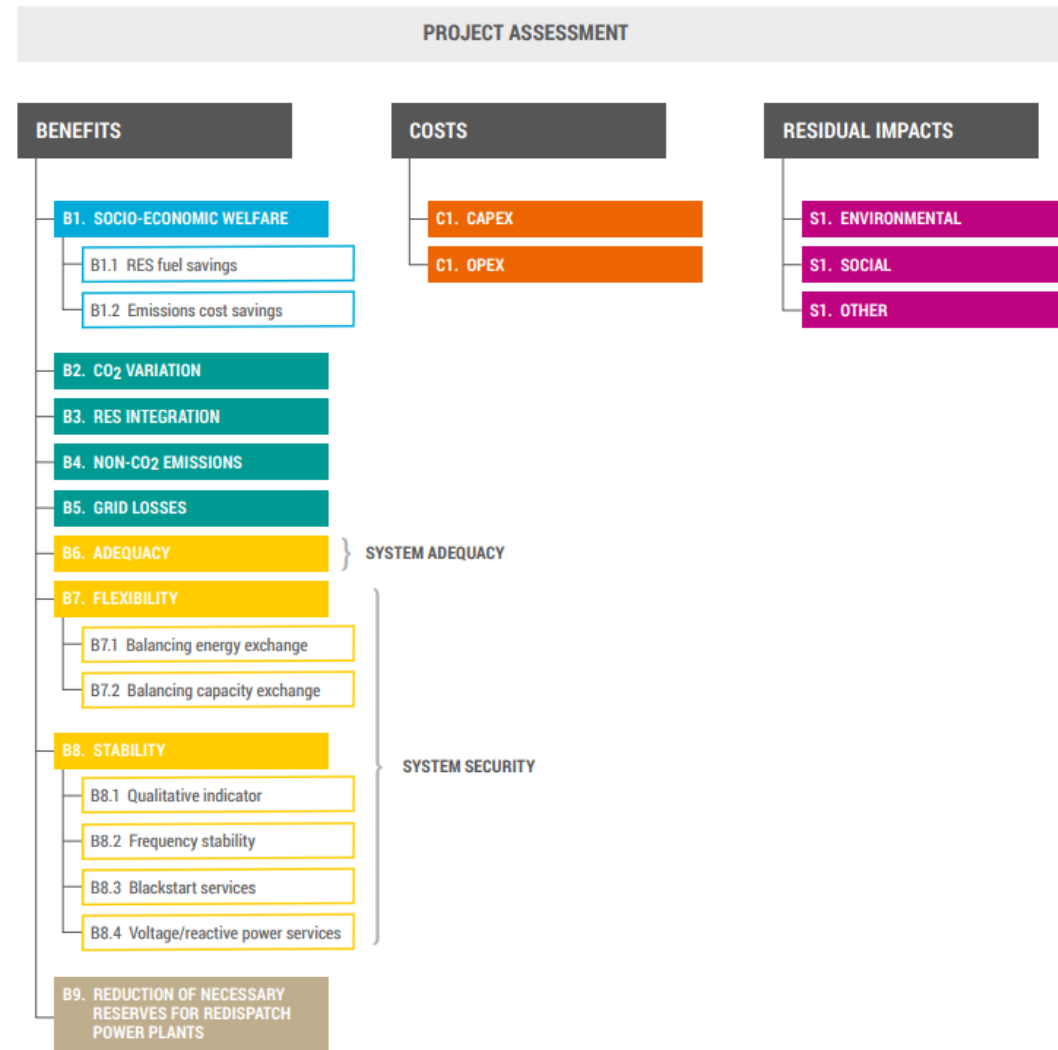 PROJECT ASSESSMENT
BENEFITS
B1. SOCIO-ECONOMIC WELFARE
B1.1 RES fuel savings
B1.2 Emissions cost savings
B2. CO2 VARIATION
B3. RES INTEGRATION
B4. NON-CO2 EMISSIONS
B5. GRID LOSSES
B6. ADEQUACY
SYSTEM ADEQUACY
B7. FLEXIBILITY
B7.1 Balancing energy exchange
B7.2 Balancing capacity exchange
B8. STABILITY
B8.1 Qualitative indicator
B8.2 Frequency stability
B8.3 Blackstart services
B8.4 Voltage/reactive power services
SYSTEM SECURITY
B9. REDUCTION OF NECESSARY
RESERVES FOR REDISPATCH
POWER PLANTS
COSTS
C1. CAPEX
C1. OPEX
RESIDUAL IMPACTS
S1. ENVIRONMENTAL
S1. SOCIAL
S1. OTHER